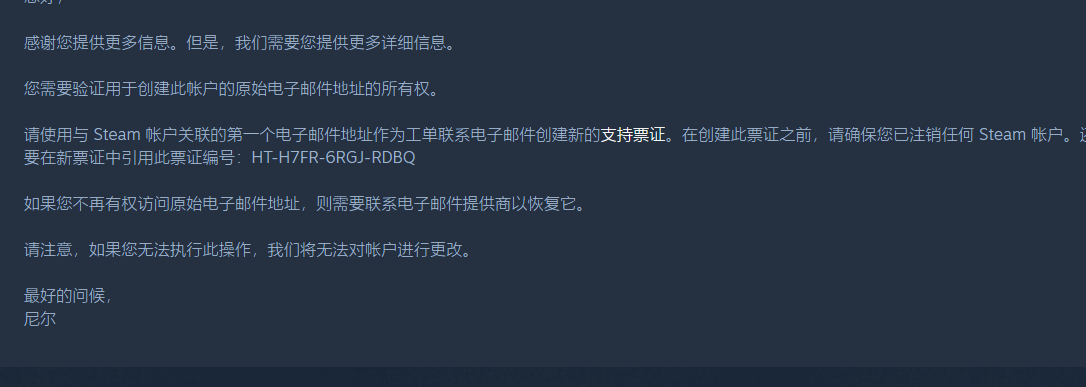 感谢您提供更多信息。但是，我们需要您提供更多详细信息。
您需要验证用于创建此帐户的原始电子邮件地址的所有权。
请使用与 Steam 帐户关联的第一个电子邮件地址作为工单联系电子邮件创建新的支持票证。在创建此票证之前，请确保您已注销任何 Steam 帐户。
要在新票证中引用此票证编号：HT-H7FR-6RGJ-RDBQ
如果您不再有权访问原始电子邮件地址，则需要联系电子邮件提供商以恢复它。
请注意，如果您无法执行此操作，我们将无法对帐户进行更改。
最好的问候，
尼尔